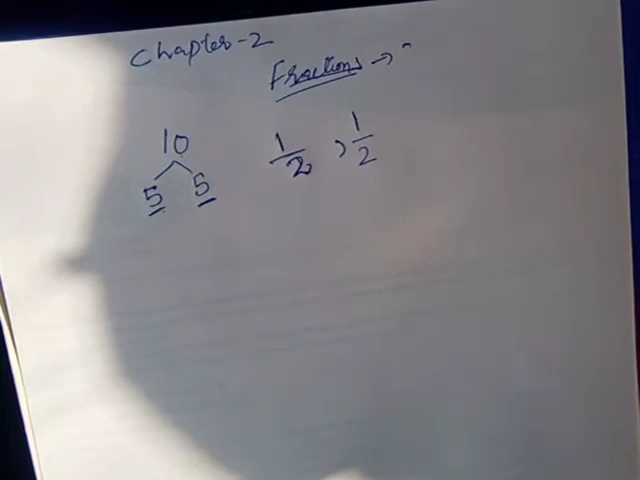 Chapter-2
Fractions →
10
5 5
1/2 , 1/2